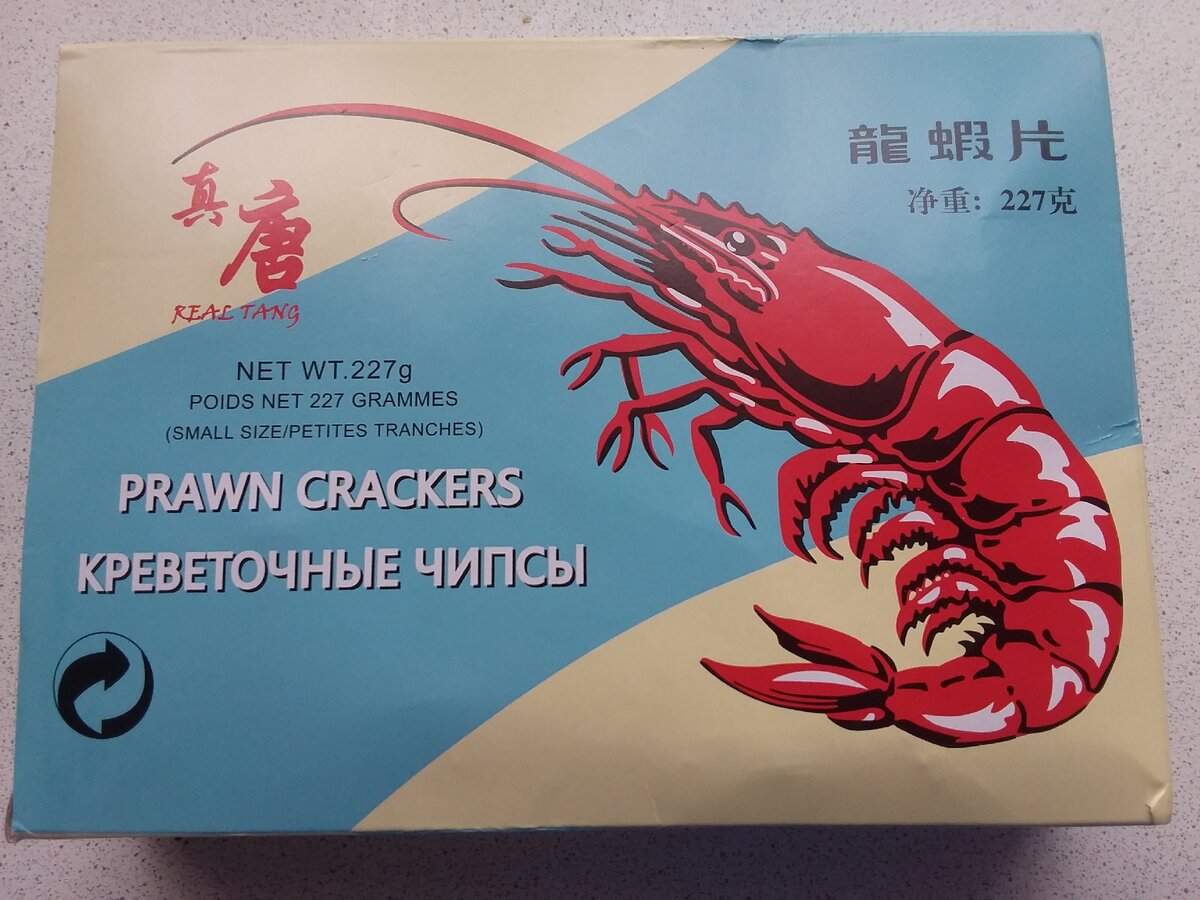 真唐
REAL TANG
龍蝦片
净重：227克
NET WT.227g
POIDS NET 227 GRAMMES
(SMALL SIZE/PETITES TRANCHES)
PRAWN CRACKERS
КРЕВЕТОЧНЫЕ ЧИПСЫ